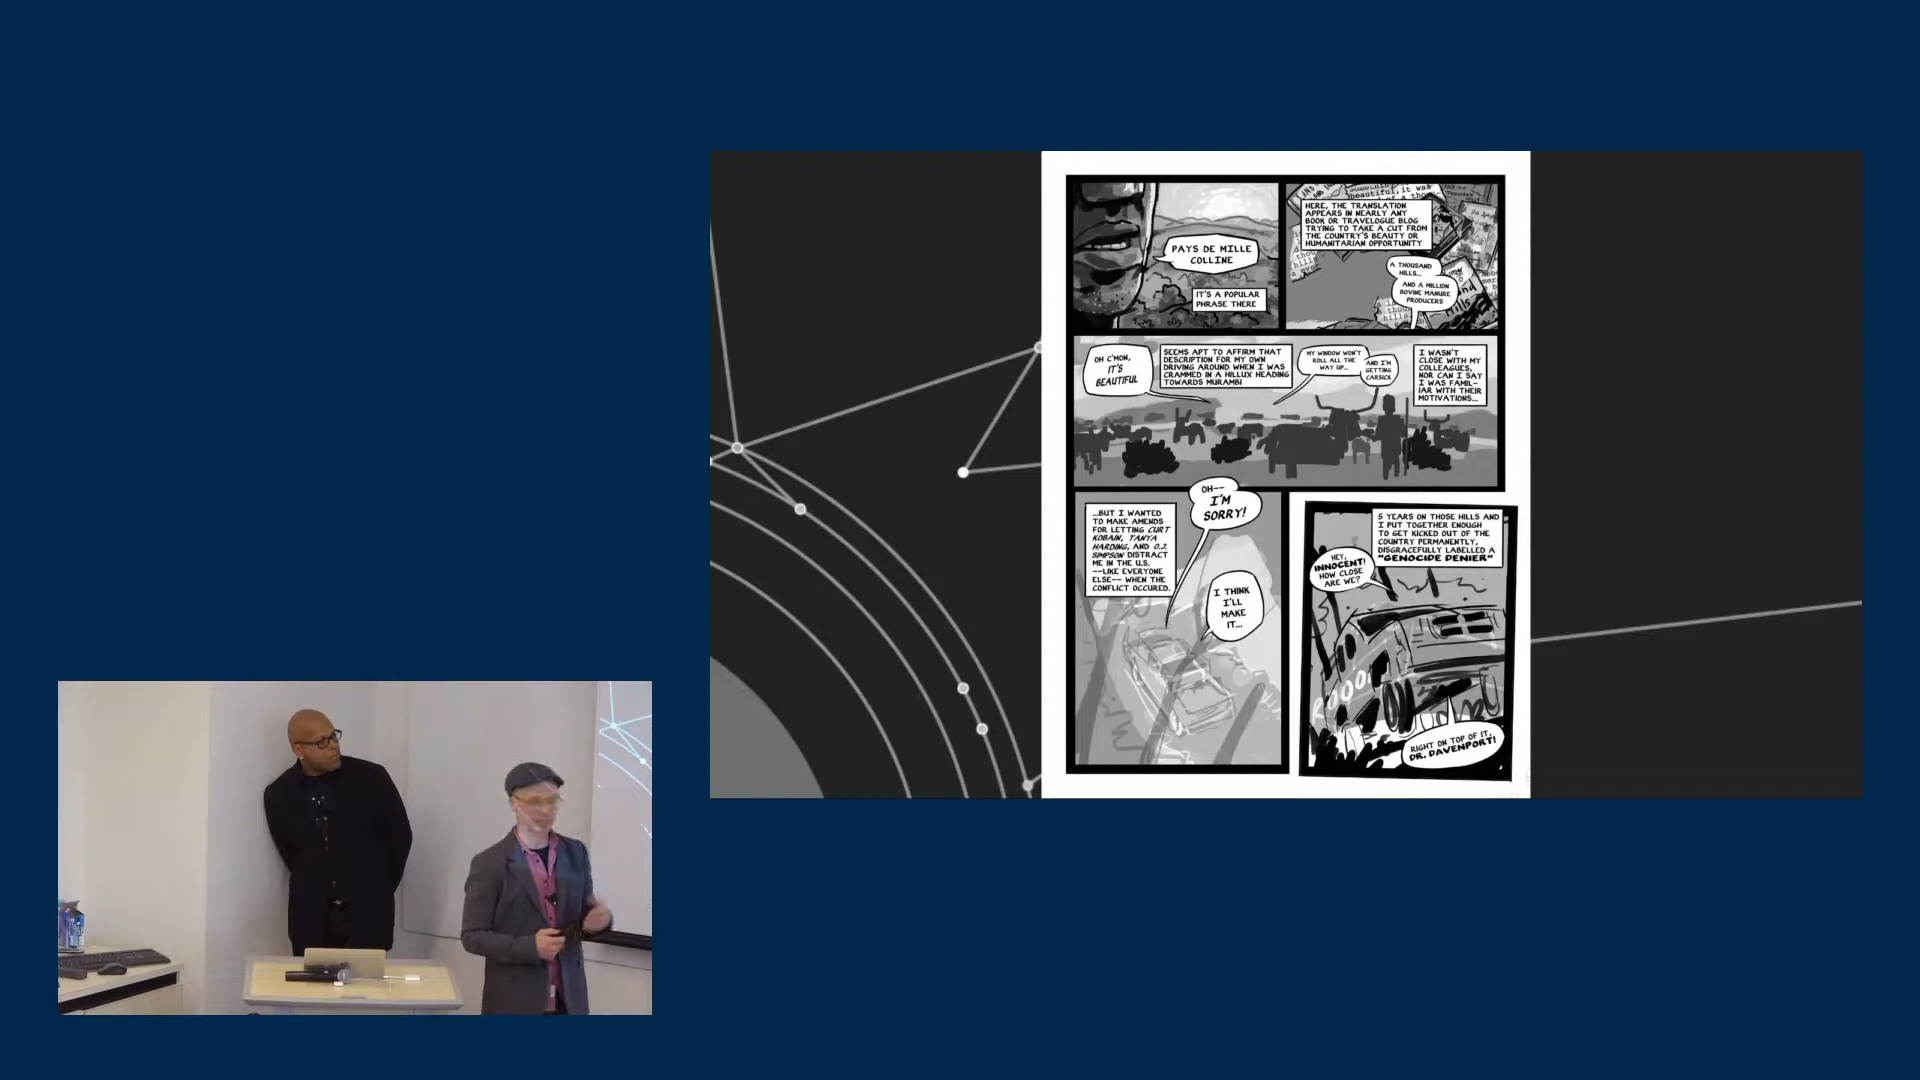 PAYS DE MILLE
COLLINE
IT'S A POPULAR
PHRASE THERE
HERE, THE TRANSLATION
APPEARS IN NEARLY ANY
BOOK OR TRAVELOGUE BLOG
TRYING TO TAKE A CUT FROM
THE COUNTRY'S BEAUTY OR
HUMANITARIAN OPPORTUNITY
A THOUSAND
HILLS...
AND A MILLION
BOVINE MANURE
PRODUCERS
OH C'MON,
IT'S
BEAUTIFUL
SEEMS APT TO AFFIRM THAT
DESCRIPTION FOR MY OWN
DRIVING AROUND WHEN I WAS
CRAMMED IN A HILLUX HEADING
TOWARDS MURAMBI
MY WINDOW WON'T
ROLL ALL THE
WAY UP...
AND I'M
GETTING
CARSICK
I WASN'T
CLOSE WITH MY
COLLEAGUES,
NOR CAN I SAY
I WAS FAMIL-
IAR WITH THEIR
MOTIVATIONS...
...BUT I WANTED
TO MAKE AMENDS
FOR LETTING CURT
KOBAIN, TANYA
HARDING, AND O.J.
SIMPSON DISTRACT
ME IN THE U.S.
--LIKE EVERYONE
ELSE-- WHEN THE
CONFLICT OCCURED.
OH--
I'M
SORRY!
I THINK
I'LL
MAKE
IT...
5 YEARS ON THOSE HILLS AND
I PUT TOGETHER ENOUGH
TO GET KICKED OUT OF THE
COUNTRY PERMANENTLY,
DISGRACEFULLY LABELLED A
"GENOCIDE DENIER"
HEY,
INNOCENT!
HOW CLOSE
ARE WE?
RIGHT ON TOP OF IT,
DR. DAVENPORT!